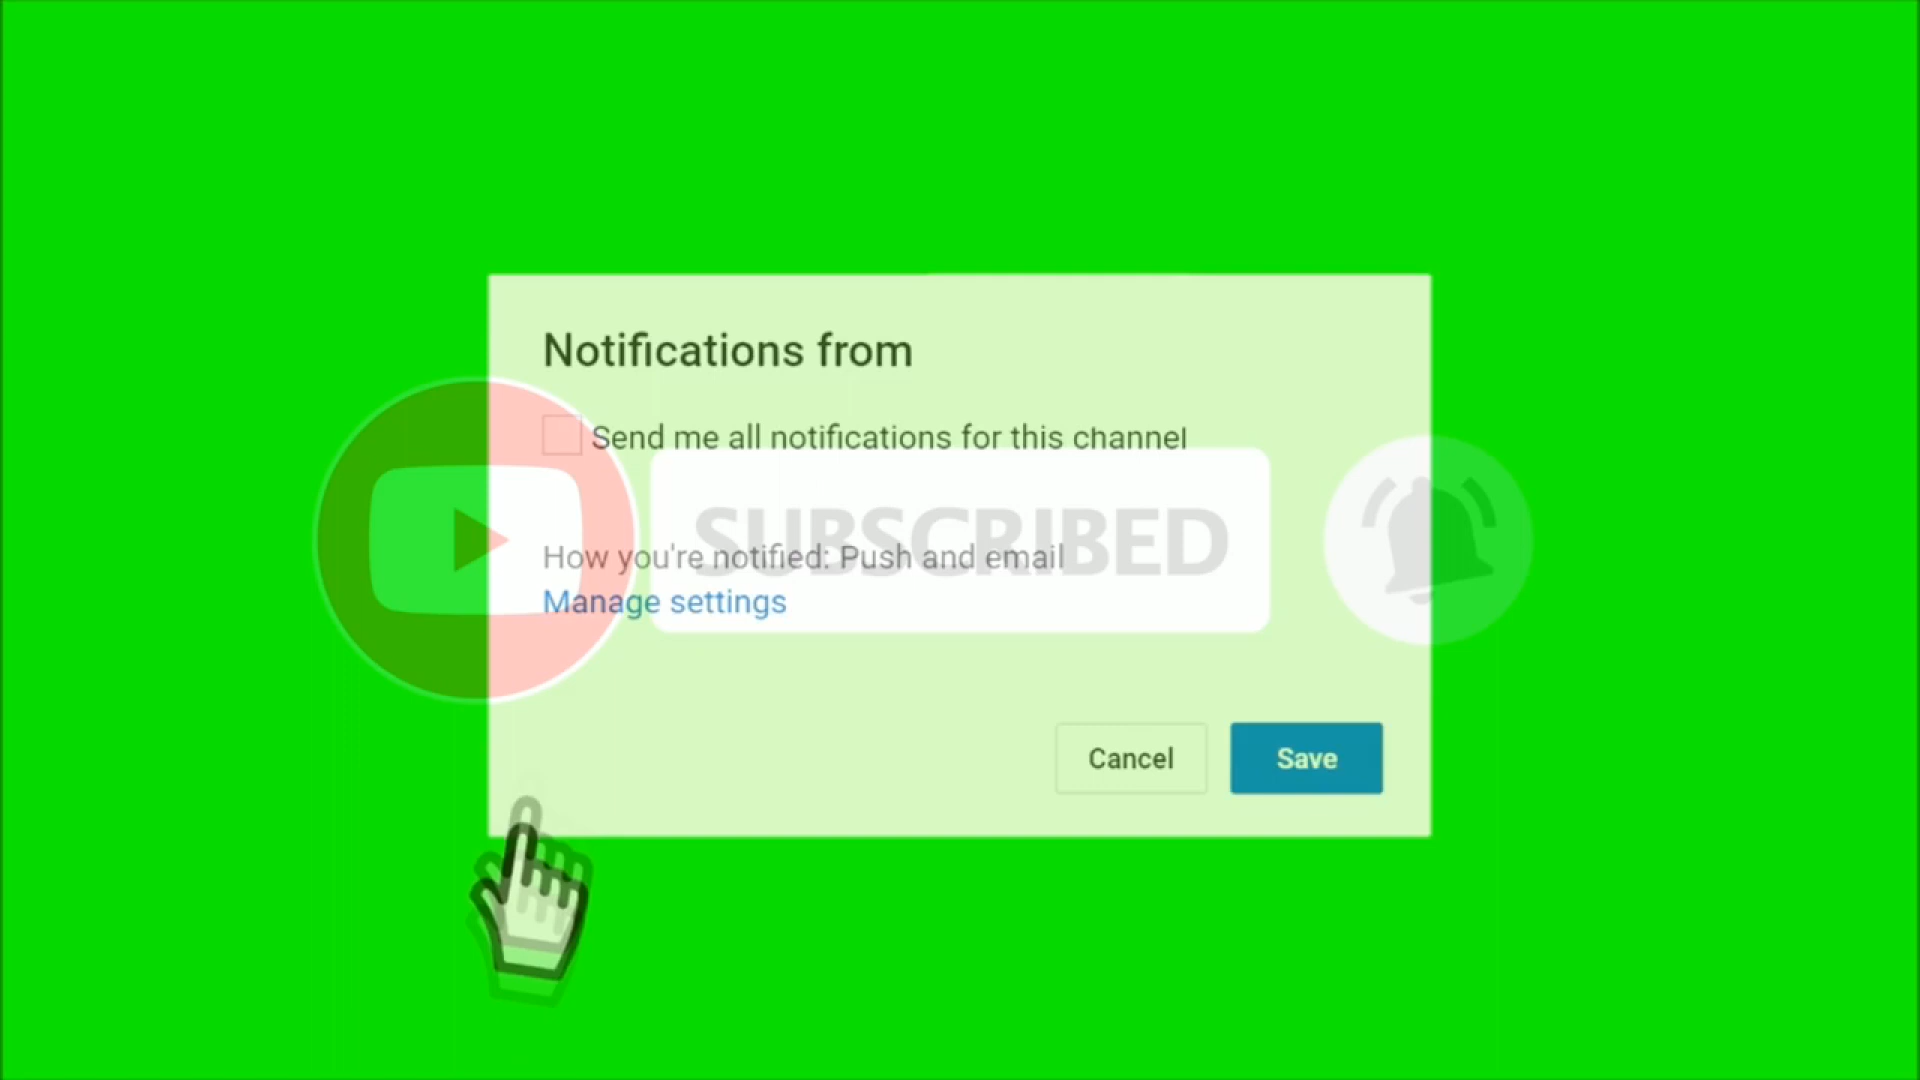 Notifications from
Send me all notifications for this channel
SUBSCRIBED
How you're notified: Push and email
Manage settings
Cancel
Save